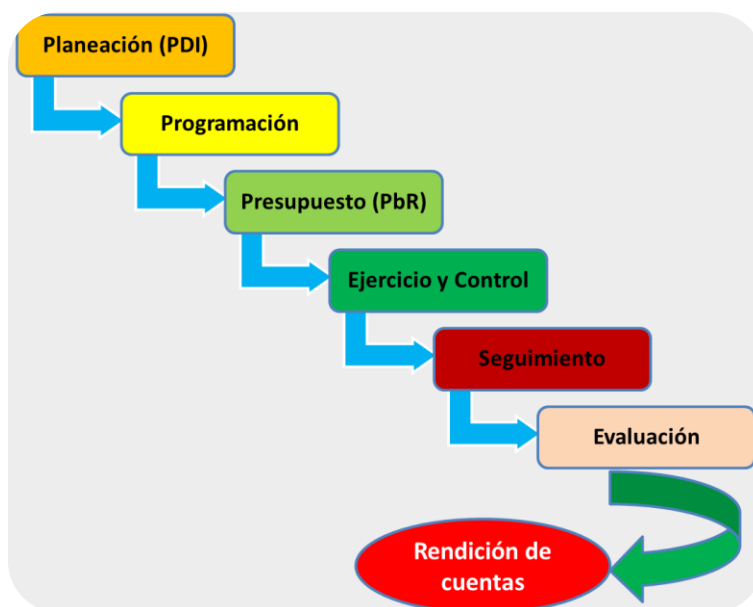 Planeación (PDI)
Programación
Presupuesto (PbR)
Ejercicio y Control
Seguimiento
Evaluación
Rendición de
cuentas